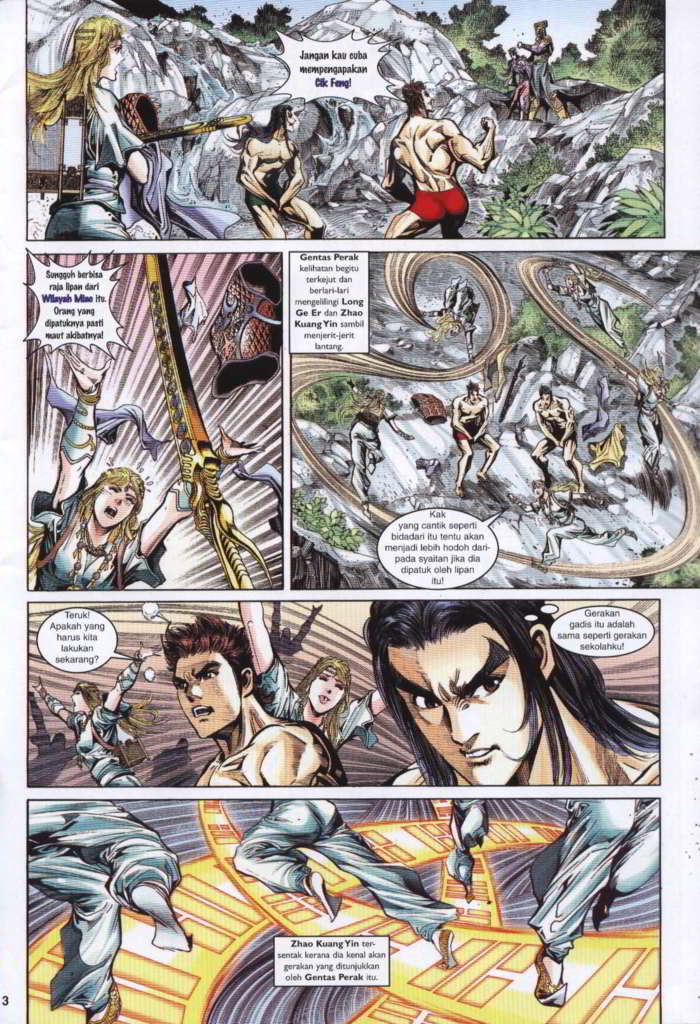 Jangan kau cuba
mempengapakan
Cik Feng!
Sungguh berbisa
raja lipan dari
Wilayah Miao itu.
Orang yang
dipatuknya pasti
maut akibatnya!
Gentas Perak
kelihatan begitu
terkejut dan
berlari-lari
mengelilingi Long
Ge Er dan Zhao
Kuang Yin sambil
menjerit-jerit
lantang.
Kak
yang cantik seperti
bidadari itu tentu akan
menjadi lebih hodoh dari-
pada syaitan jika dia
dipatuk oleh lipan
itu!
Teruk!
Apakah yang
harus kita
lakukan
sekarang?
Gerakan
gadis itu adalah
sama seperti gerakan
sekolahku!
Zhao Kuang Yin ter-
sentak kerana dia kenal akan
gerakan yang ditunjukkan
oleh Gentas Perak itu.
3